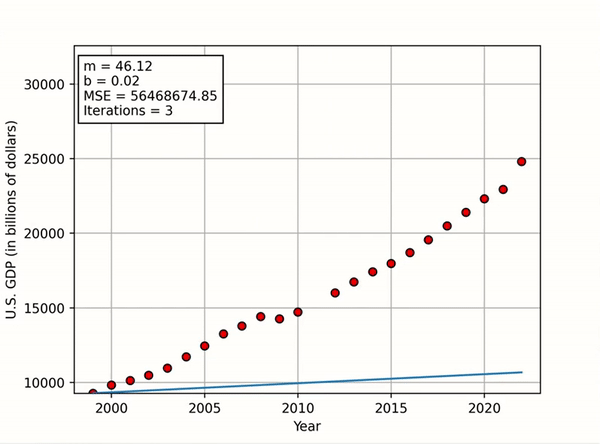 m = 46.12
b = 0.02
MSE = 56468674.85
Iterations = 3
30000
25000
20000
15000
10000
U.S. GDP (in billions of dollars)
2000 2005 2010 2015 2020
Year